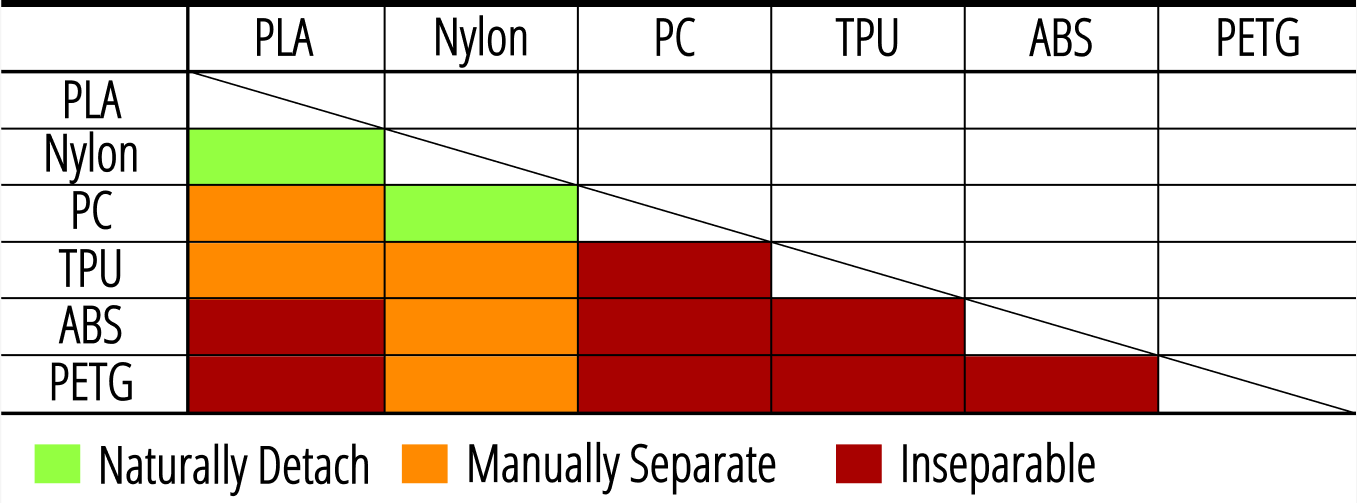 PLA Nylon PC TPU ABS PETG
PLA
Nylon
PC
TPU
ABS
PETG
Naturally Detach Manually Separate Inseparable